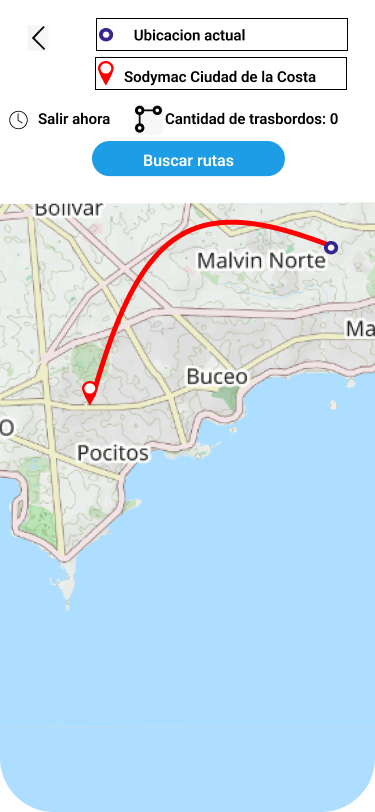 Ubicacion actual
Sodymac Ciudad de la Costa
Salir ahora
Cantidad de trasbordos: 0
Buscar rutas
Bolívar
Malvin Norte
Ma
Buceo
O
Pocitos